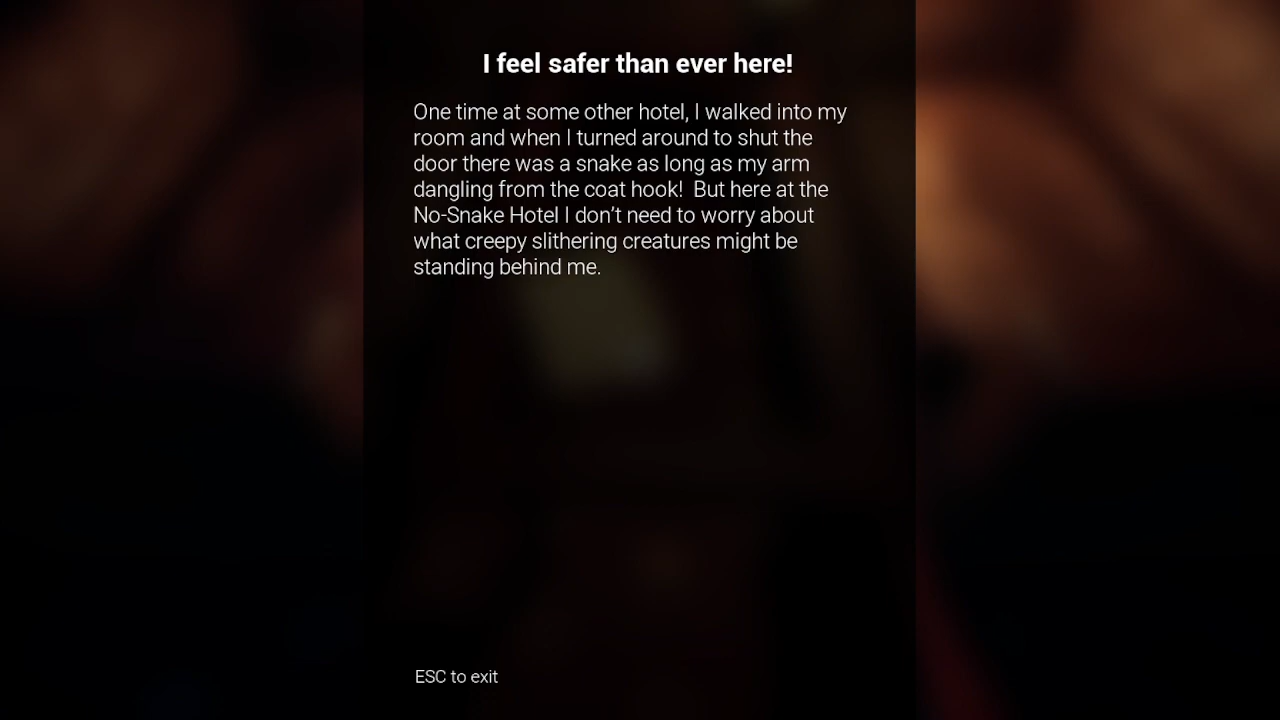 I feel safer than ever here!
One time at some other hotel, I walked into my
room and when I turned around to shut the
door there was a snake as long as my arm
dangling from the coat hook!  But here at the
No-Snake Hotel I don’t need to worry about
what creepy slithering creatures might be
standing behind me.
ESC to exit